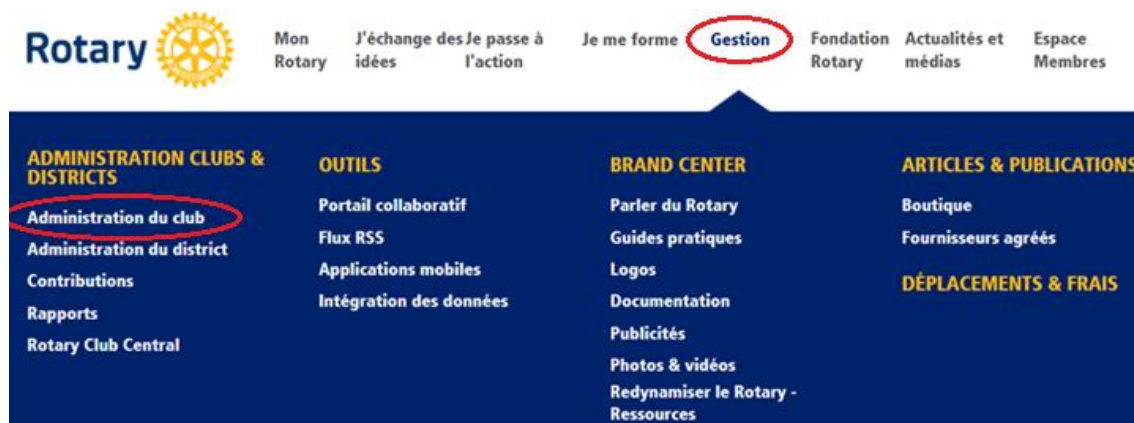 Rotary
Mon Rotary
J'échange des idées
Je passe à l'action
Je me forme
Gestion
Fondation Rotary
Actualités et médias
Espace Membres
ADMINISTRATION CLUBS &
DISTRICTS
Administration du club
Administration du district
Contributions
Rapports
Rotary Club Central
OUTILS
Portail collaboratif
Flux RSS
Applications mobiles
Intégration des données
BRAND CENTER
Parler du Rotary
Guides pratiques
Logos
Documentation
Publicités
Photos & vidéos
Redynamiser le Rotary -
Ressources
ARTICLES & PUBLICATIONS
Boutique
Fournisseurs agréés
DÉPLACEMENTS & FRAIS